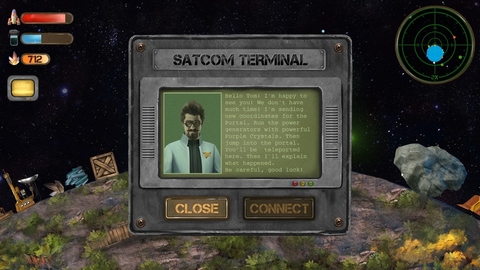 712
SATCOM TERMINAL
Hello Tom! I'm happy to
see you! We don't have
much time! I'm sending
new coordinates for the
Portal. Run the power
generators with powerful
Purple Crystals. Then
jump into the portal.
You'll be teleported
here. Then I'll explain
what happened.
Be careful, good luck!
CLOSE
CONNECT